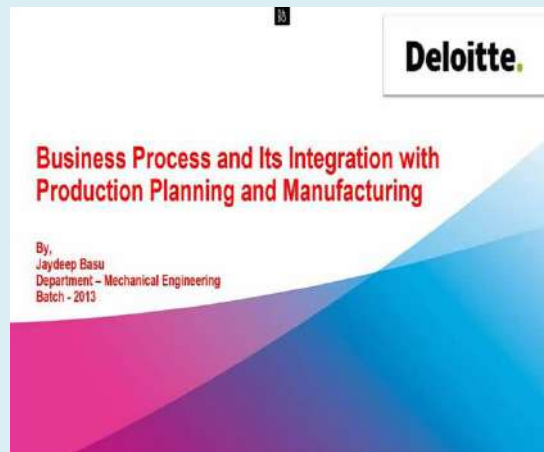 Deloitte.
Business Process and Its Integration with
Production Planning and Manufacturing
By,
Jaydeep Basu
Department – Mechanical Engineering
Batch - 2013